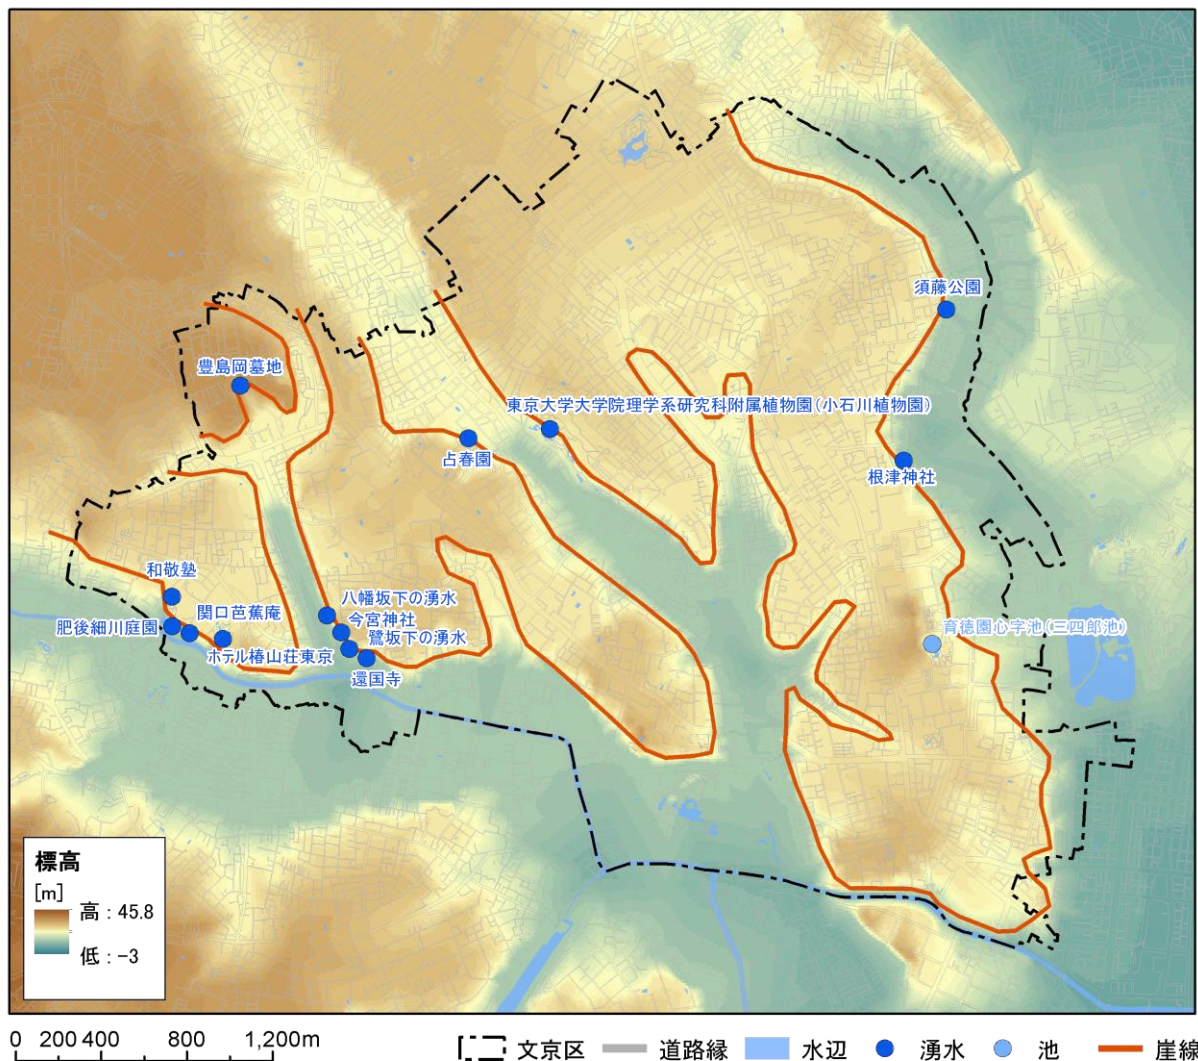 須藤公園
豊島岡墓地
東京大学大学院理学系研究科附属植物園(小石川植物園)
占春園
根津神社
和敬塾
八幡坂下の湧水
関口芭蕉庵
今宮神社
肥後細川庭園
育徳園心字池(三四郎池)
鷺坂下の湧水
ホテル椿山荘東京
還国寺
標高
[m]
高：45.8
低：-3
0 200 400 800 1,200m
文京区 道路縁 水辺 湧水 池 崖線